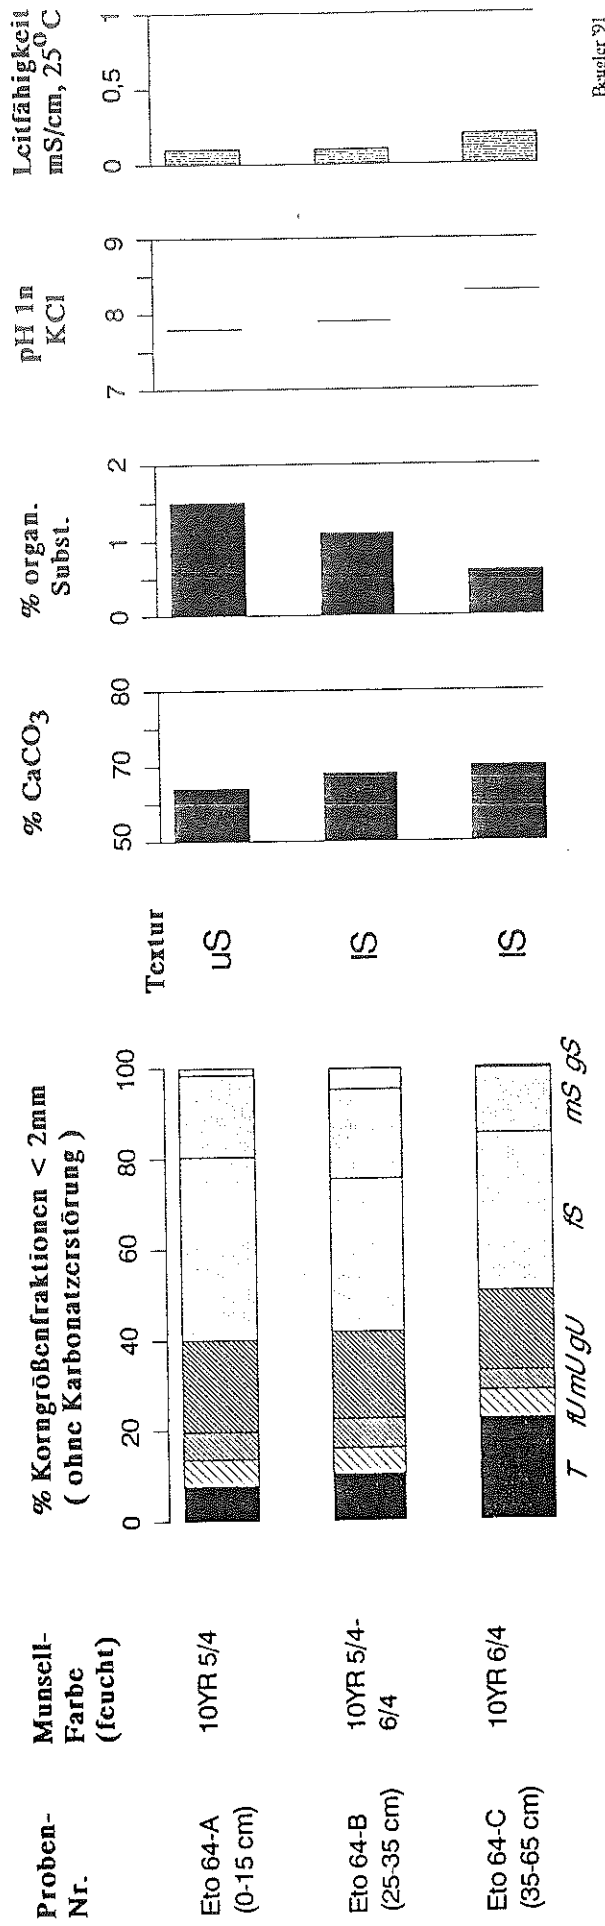 Proben-
Nr.
Munsell-
Farbe
(feucht)
% Korngrößenfraktionen < 2mm
( ohne Karbonatzerstörung )
0 20 40 60 80 100
Textur
% CaCO3
50 70 80
% organ.
Subst.
0 1 2
pH 1n
KCl
7 8 9
Leitfähigkeit
mS/cm, 25°C
0 0,5 1
Eto 64-A
(0-15 cm)
10YR 5/4
uS
Eto 64-B
(25-35 cm)
10YR 5/4-
6/4
lS
Eto 64-C
(35-65 cm)
10YR 6/4
lS
T fU mU gU fS mS gS
Beugler '91